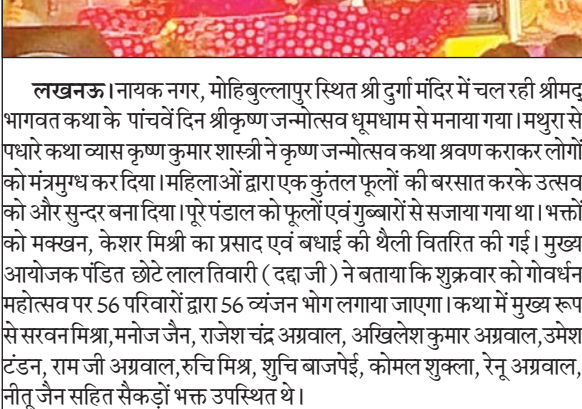 लखनऊ।नायक नगर, मोहिबुल्लापुर स्थित श्री दुर्गा मंदिर में चल रही श्रीमद्
भागवत कथा के पांचवें दिन श्रीकृष्ण जन्मोत्सव धूमधाम से मनाया गया।मथुरा से
पधारे कथा व्यास कृष्ण कुमार शास्त्री ने कृष्ण जन्मोत्सव कथा श्रवण कराकर लोगों
को मंत्रमुग्ध कर दिया।महिलाओं द्वारा एक कुंतल फूलों की बरसात करके उत्सव
को और सुन्दर बना दिया।पूरे पंडाल को फूलों एवं गुब्बारों से सजाया गया था।भक्तों
को मक्खन, केशर मिश्री का प्रसाद एवं बधाई की थैली वितरित की गई। मुख्य
आयोजक पंडित छोटे लाल तिवारी ( दद्दा जी ) ने बताया कि शुक्रवार को गोवर्धन
महोत्सव पर 56 परिवारों द्वारा 56 व्यंजन भोग लगाया जाएगा।कथा में मुख्य रूप
से सरवन मिश्रा,मनोज जैन, राजेश चंद्र अग्रवाल, अखिलेश कुमार अग्रवाल,उमेश
टंडन, राम जी अग्रवाल,रुचि मिश्र, शुचि बाजपेई, कोमल शुक्ला, रेनू अग्रवाल,
नीतू जैन सहित सैकड़ों भक्त उपस्थित थे।